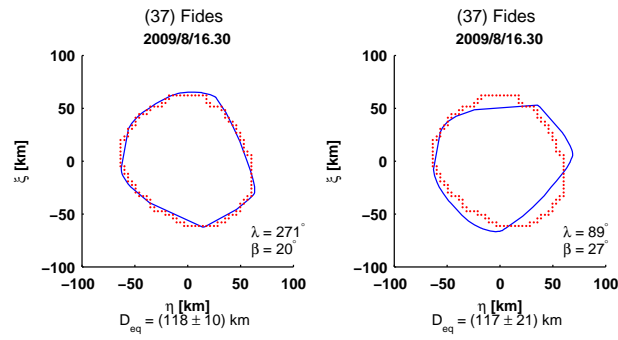 (37) Fides
2009/8/16.30
100
50
0
−50
−100
ξ [km]
−100 −50 0 50 100
η [km]
λ = 271°
β = 20°
D_eq = (118 ± 10) km
(37) Fides
2009/8/16.30
100
50
0
−50
−100
ξ [km]
−100 −50 0 50 100
η [km]
λ = 89°
β = 27°
D_eq = (117 ± 21) km